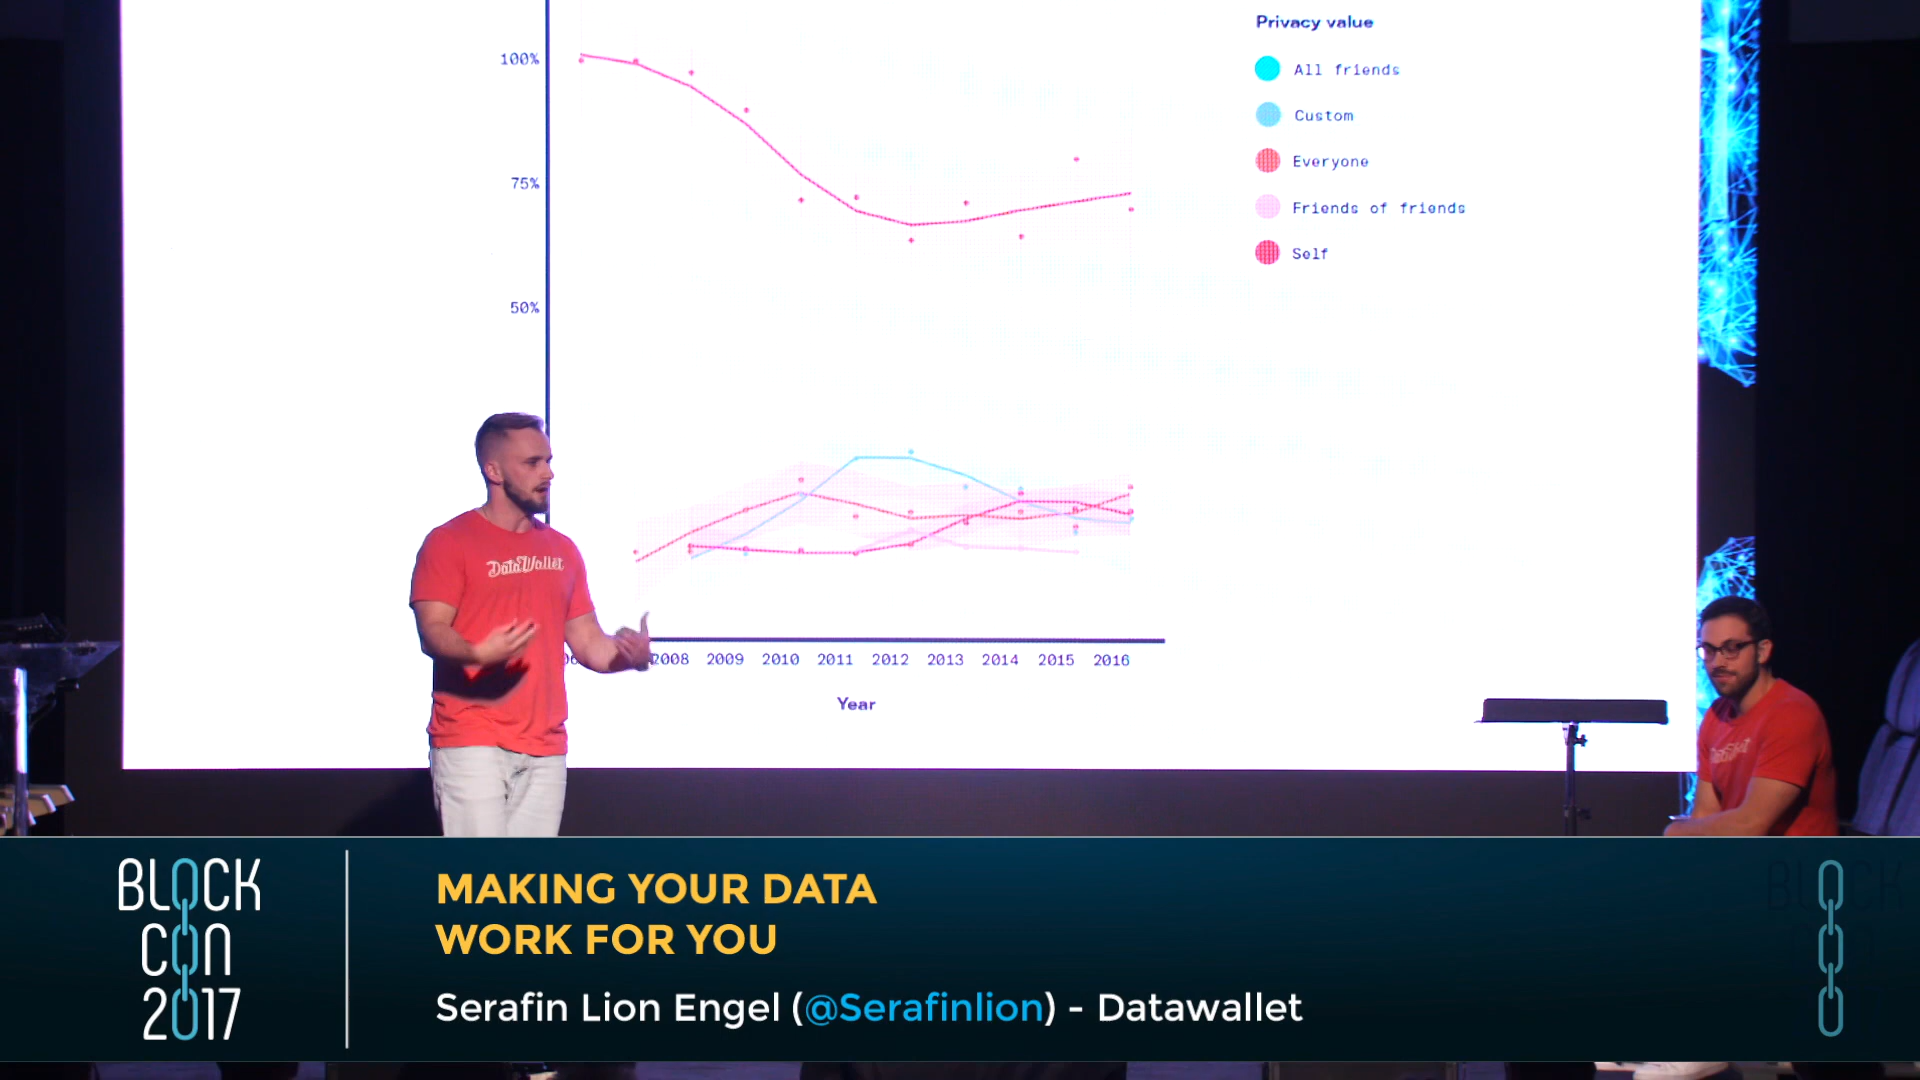 Privacy value
100%
All friends
Custom
Everyone
75%
Friends of friends
Self
50%
DataWallet
2008 2009 2010 2011 2012 2013 2014 2015 2016
Year
BLOCK
CON
2017
MAKING YOUR DATA
WORK FOR YOU
Serafin Lion Engel (@Serafinlion) - Datawallet